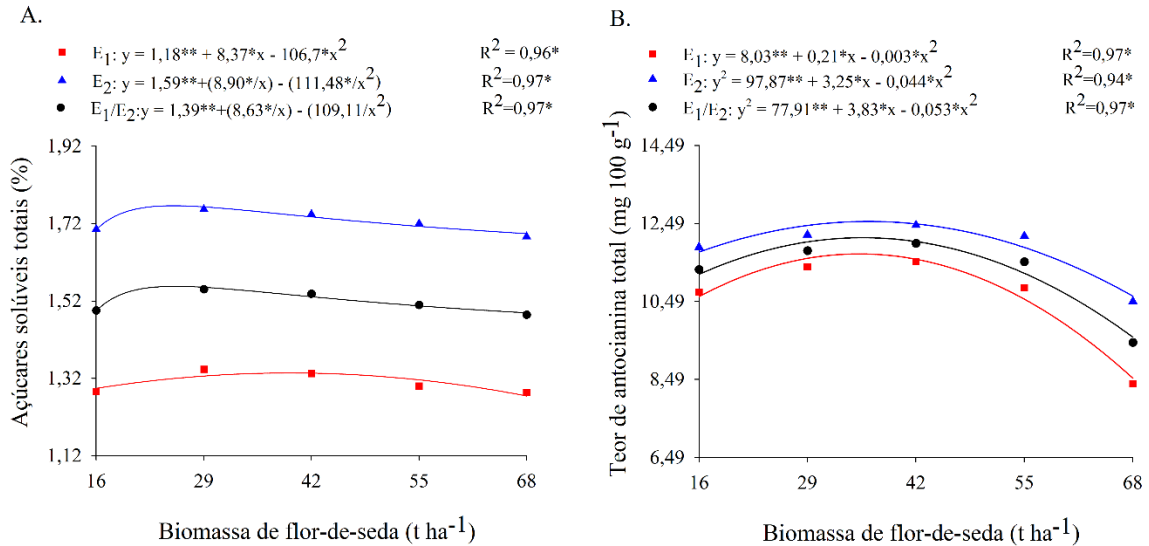 A.
E1: y = 1,18** + 8,37*x - 106,7*x² R² = 0,96*
E2: y = 1,59**+(8,90*/x) - (111,48*/x²) R²=0,97*
E1/E2:y = 1,39**+(8,63*/x) - (109,11/x²) R²=0,97*
Açúcares solúveis totais (%)
1,92
1,72
1,52
1,32
1,12
16 29 42 55 68
Biomassa de flor-de-seda (t ha-1)
B.
E1: y = 8,03** + 0,21*x - 0,003*x² R²=0,97*
E2: y² = 97,87** + 3,25*x - 0,044*x² R²=0,94*
E1/E2: y² = 77,91** + 3,83*x - 0,053*x² R²=0,97*
Teor de antocianina total (mg 100 g-1)
14,49
12,49
10,49
8,49
6,49
16 29 42 55 68
Biomassa de flor-de-seda (t ha-1)